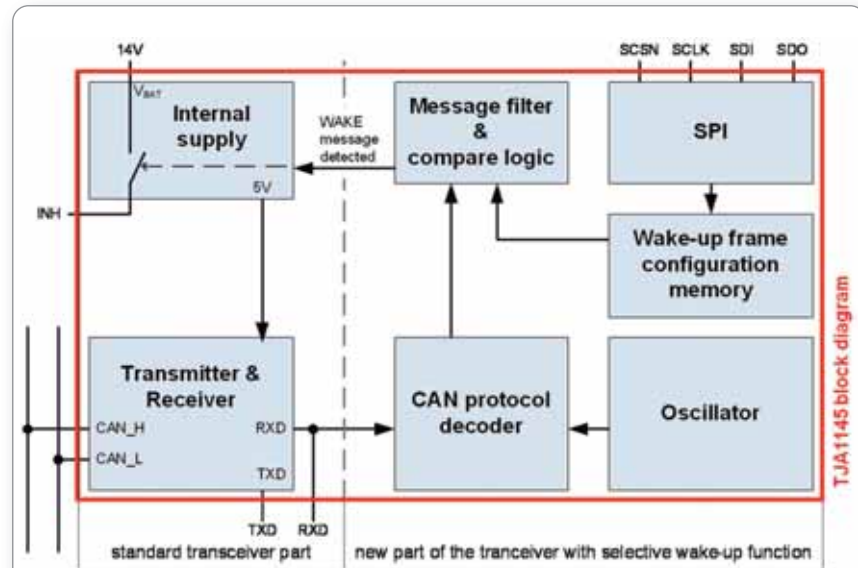 14V
SCSN SCLK SDI SDO
VBAT
Internal
supply
5V
INH
WAKE
message
detected
Message filter
&
compare logic
SPI
Wake-up frame
configuration
memory
Transmitter &
Receiver
CAN_H
CAN_L
RXD
TXD
CAN protocol
decoder
Oscillator
TXD RXD
standard transceiver part
new part of the tranceiver with selective wake-up function
TJA1145 block diagram